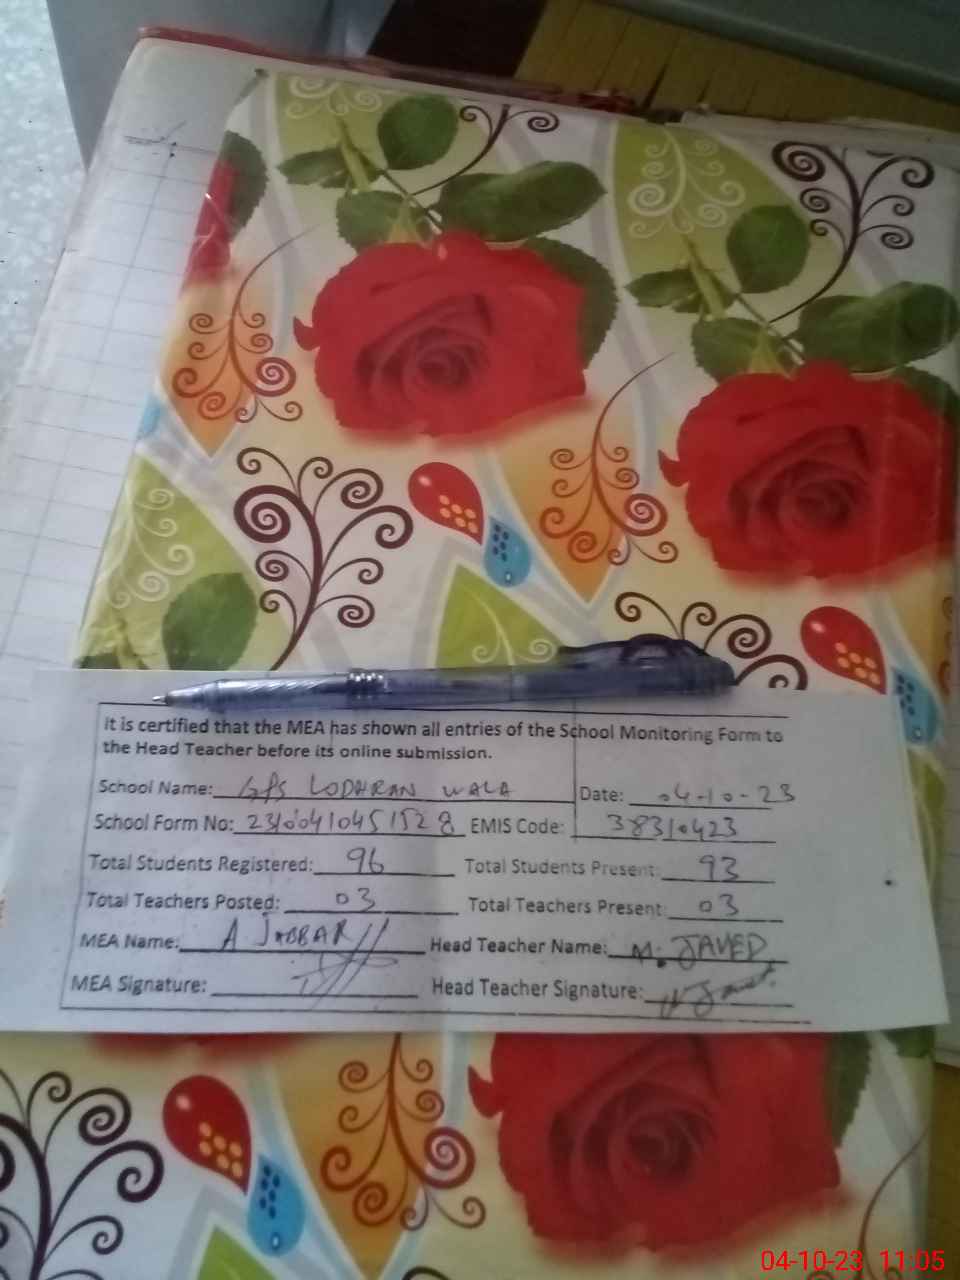 It is certified that the MEA has shown all entries of the School Monitoring Form to
the Head Teacher before its online submission.
School Name: GPS LODHRAN WALA Date: 04-10-23
School Form No: 231004104511528 EMIS Code: 38310423
Total Students Registered: 96 Total Students Present: 93
Total Teachers Posted: 03 Total Teachers Present: 03
MEA Name: A JABBAR Head Teacher Name: M. JAVED
MEA Signature: Head Teacher Signature:
04-10-23 11:05